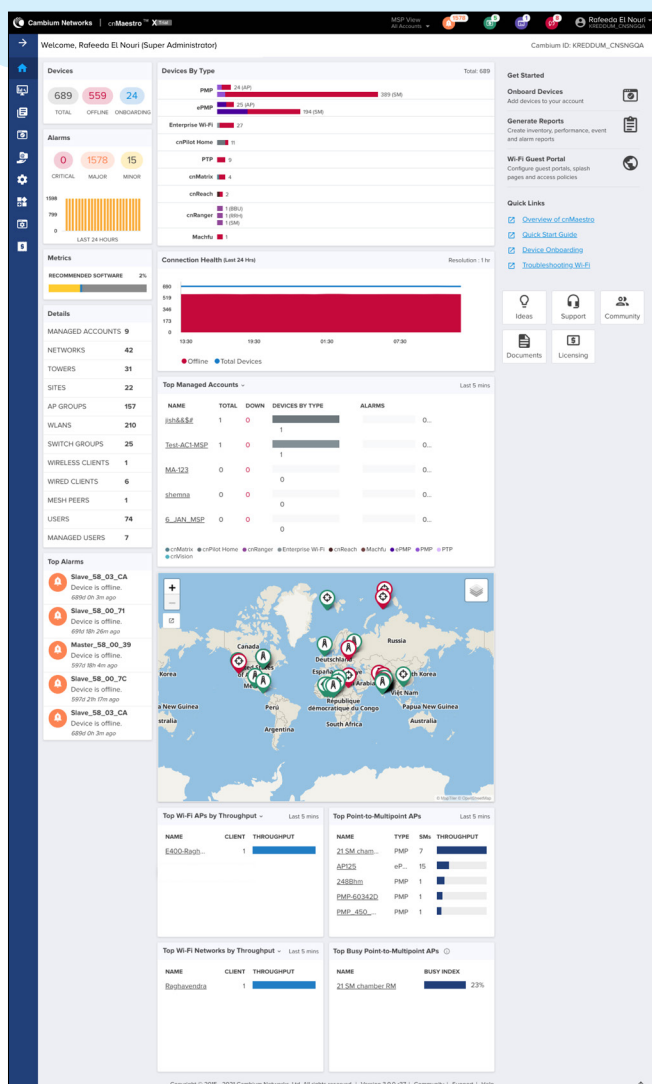 Cambium Networks | cnMaestro™ X
MSP View
All Accounts
1578
Rafeeda El Nouri
KREDDUM_CNSNGQA
Welcome, Rafeeda El Nouri (Super Administrator)
Cambium ID: KREDDUM_CNSNGQA
Devices
689 559 24
TOTAL OFFLINE ONBOARDING
Alarms
0 1578 15
CRITICAL MAJOR MINOR
1598
799
0
LAST 24 HOURS
Metrics
RECOMMENDED SOFTWARE 2%
Details
MANAGED ACCOUNTS 9
NETWORKS 42
TOWERS 31
SITES 22
AP GROUPS 157
WLANS 210
SWITCH GROUPS 25
WIRELESS CLIENTS 1
WIRED CLIENTS 6
MESH PEERS 1
USERS 74
MANAGED USERS 7
Top Alarms
Slave_58_03_CA
Device is offline.
689d 0h 3m ago
Slave_58_00_71
Device is offline.
691d 18h 26m ago
Master_58_00_39
Device is offline.
597d 18h 4m ago
Slave_58_00_7C
Device is offline.
597d 21h 17m ago
Slave_58_03_CA
Device is offline.
689d 0h 3m ago
Devices By Type Total: 689
PMP 24 (AP)
389 (SM)
ePMP 25 (AP)
194 (SM)
Enterprise Wi-Fi 27
cnPilot Home 11
PTP 9
cnMatrix 4
cnReach 2
cnRanger 1 (BBU)
1 (RRH)
1 (SM)
Machfu 1
Connection Health (Last 24 Hrs) Resolution : 1 hr
519
346
173
0
13:30 19:30 01:30 07:30
Offline Total Devices
Top Managed Accounts Last 5 mins
NAME TOTAL DOWN DEVICES BY TYPE ALARMS
jish&&$# 1 0 0...
1
Test-AC1-MSP 1 0 0...
1
MA-123 0 0 0...
0
shemna 0 0 0...
0
6_JAN_MSP 0 0 0...
0
cnMatrix cnPilot Home cnRanger Enterprise Wi-Fi cnReach Machfu ePMP PMP PTP
cnVision
+
−
Canada
Russia
Deutschland
Korea
Việt Nam
a New Guinea
Perú
République
démocratique du Congo
Papua New Guinea
stralia
Argentina
South Africa
Australia
Top Wi-Fi APs by Throughput Last 5 mins
NAME CLIENT THROUGHPUT
E400-Ragh... 1
Top Point-to-Multipoint APs Last 5 mins
NAME TYPE SMs THROUGHPUT
21 SM cham... PMP 7
AP125 eP... 15
248Bhm PMP 1
PMP-60342D PMP 1
PMP_450_... PMP 1
Top Wi-Fi Networks by Throughput Last 5 mins
NAME CLIENT THROUGHPUT
Raghavendra 1
Top Busy Point-to-Multipoint APs
NAME BUSY INDEX
21 SM chamber RM 23%
Get Started
Onboard Devices
Add devices to your account
Generate Reports
Create inventory, performance, event
and alarm reports
Wi-Fi Guest Portal
Configure guest portals, splash
pages and access policies
Quick Links
Overview of cnMaestro
Quick Start Guide
Device Onboarding
Troubleshooting Wi-Fi
Ideas Support Community
Documents Licensing